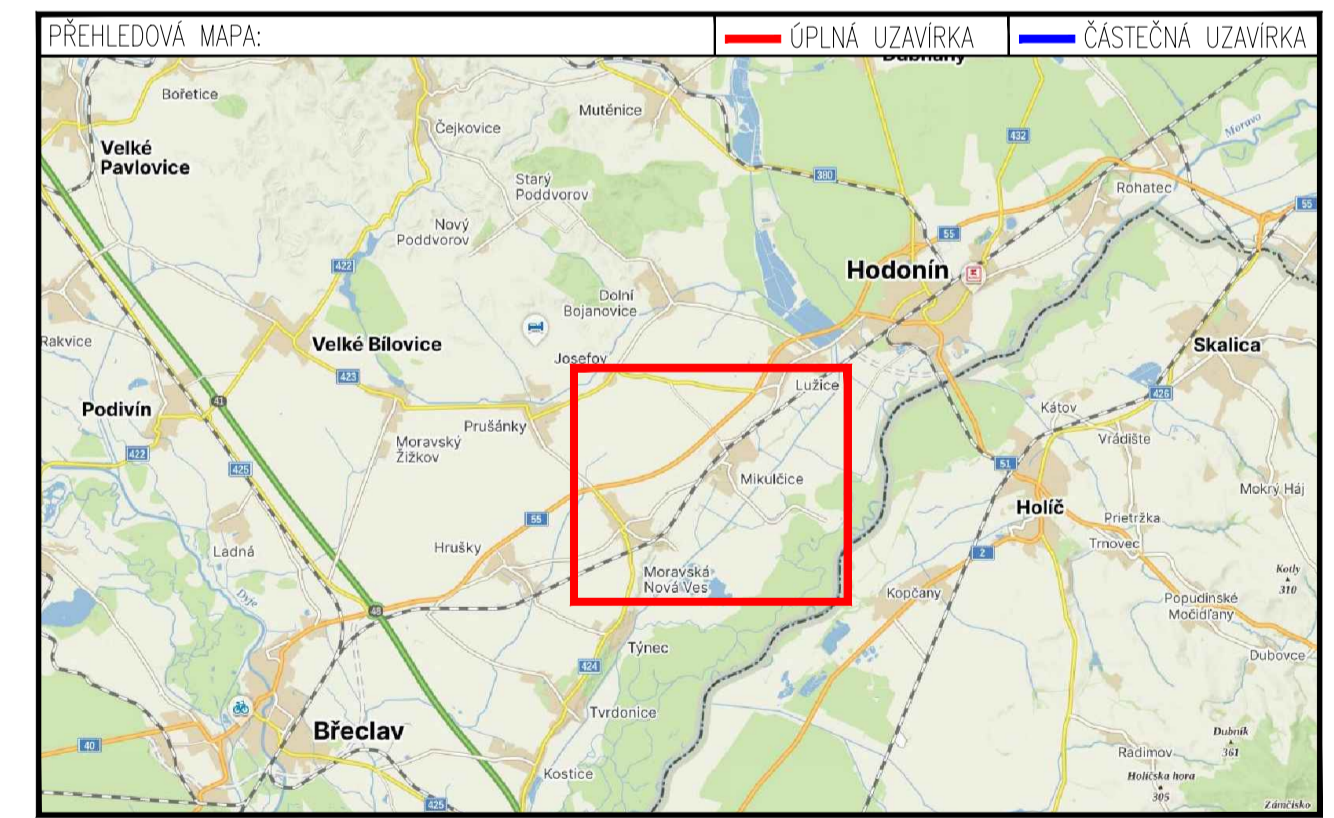 PŘEHLEDOVÁ MAPA:
ÚPLNÁ UZAVÍRKA
ČÁSTEČNÁ UZAVÍRKA
Dubňany
Bořetice
Mutěnice
Čejkovice
432
Morava
Velké
Pavlovice
380
Starý
Poddvorov
Rohatec
55
Nový
Poddvorov
55
422
Hodonín
Dolní
Bojanovice
Rakvice
Velké Bílovice
Josefov
Skalica
423
Lužice
426
Podivín
41
Kátov
Prušánky
Moravský
Žižkov
Vrádište
422
425
51
Mikulčice
Mokrý Háj
Holíč
55
Prietržka
Hrušky
Ladná
2
Trnovec
Moravská
Nová Ves
Kotly
310
Dyje
Kopčany
Popudinské
Močidľany
48
Týnec
Dubovce
424
Tvrdonice
Břeclav
Dubník
361
40
Radimov
Kostice
Holíčska hora
305
425
Zámčisko